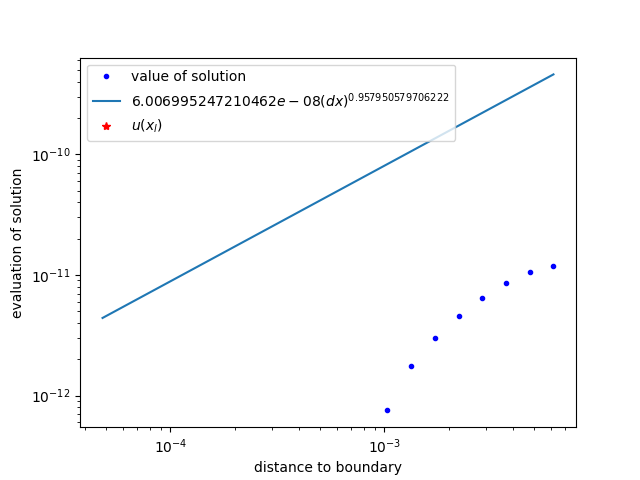 value of solution
6.006995247210462e − 08(dx)^0.957950579706222
u(x_l)
10^−10
10^−11
10^−12
evaluation of solution
10^−4
10^−3
distance to boundary